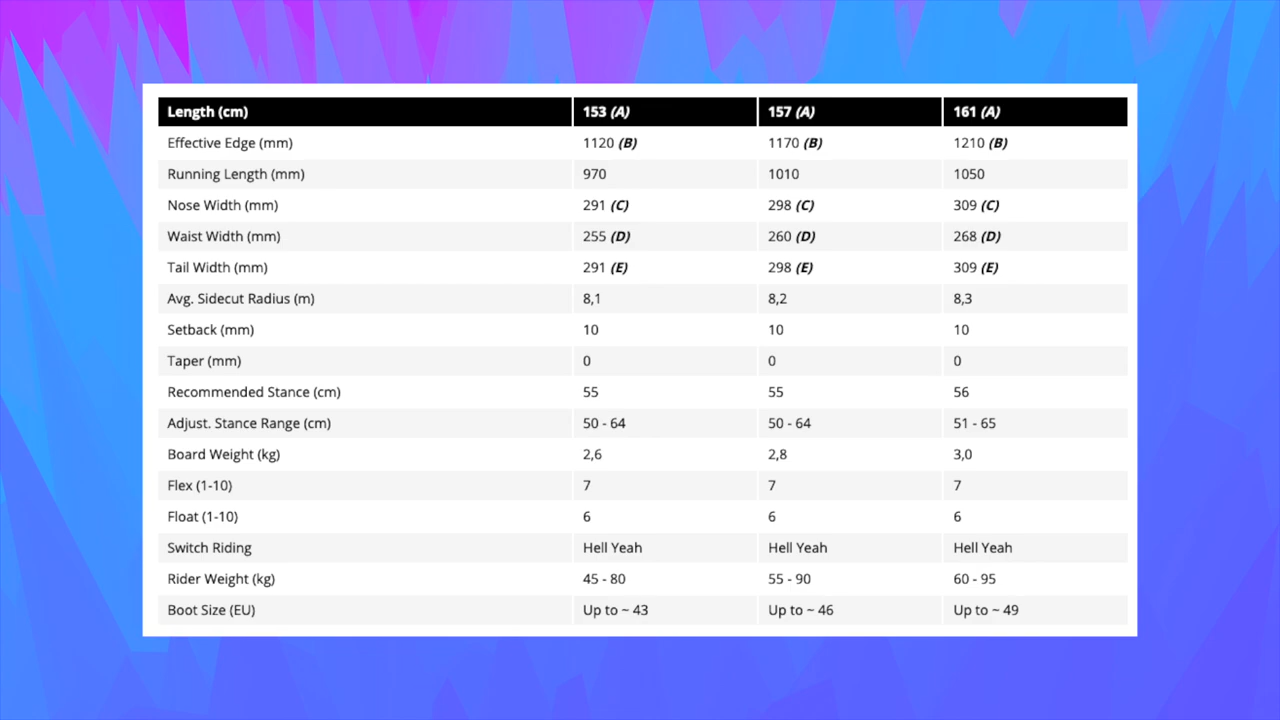 Length (cm) 153 (A) 157 (A) 161 (A)
Effective Edge (mm) 1120 (B) 1170 (B) 1210 (B)
Running Length (mm) 970 1010 1050
Nose Width (mm) 291 (C) 298 (C) 309 (C)
Waist Width (mm) 255 (D) 260 (D) 268 (D)
Tail Width (mm) 291 (E) 298 (E) 309 (E)
Avg. Sidecut Radius (m) 8,1 8,2 8,3
Setback (mm) 10 10 10
Taper (mm) 0 0 0
Recommended Stance (cm) 55 55 56
Adjust. Stance Range (cm) 50 - 64 50 - 64 51 - 65
Board Weight (kg) 2,6 2,8 3,0
Flex (1-10) 7 7 7
Float (1-10) 6 6 6
Switch Riding Hell Yeah Hell Yeah Hell Yeah
Rider Weight (kg) 45 - 80 55 - 90 60 - 95
Boot Size (EU) Up to ~ 43 Up to ~ 46 Up to ~ 49